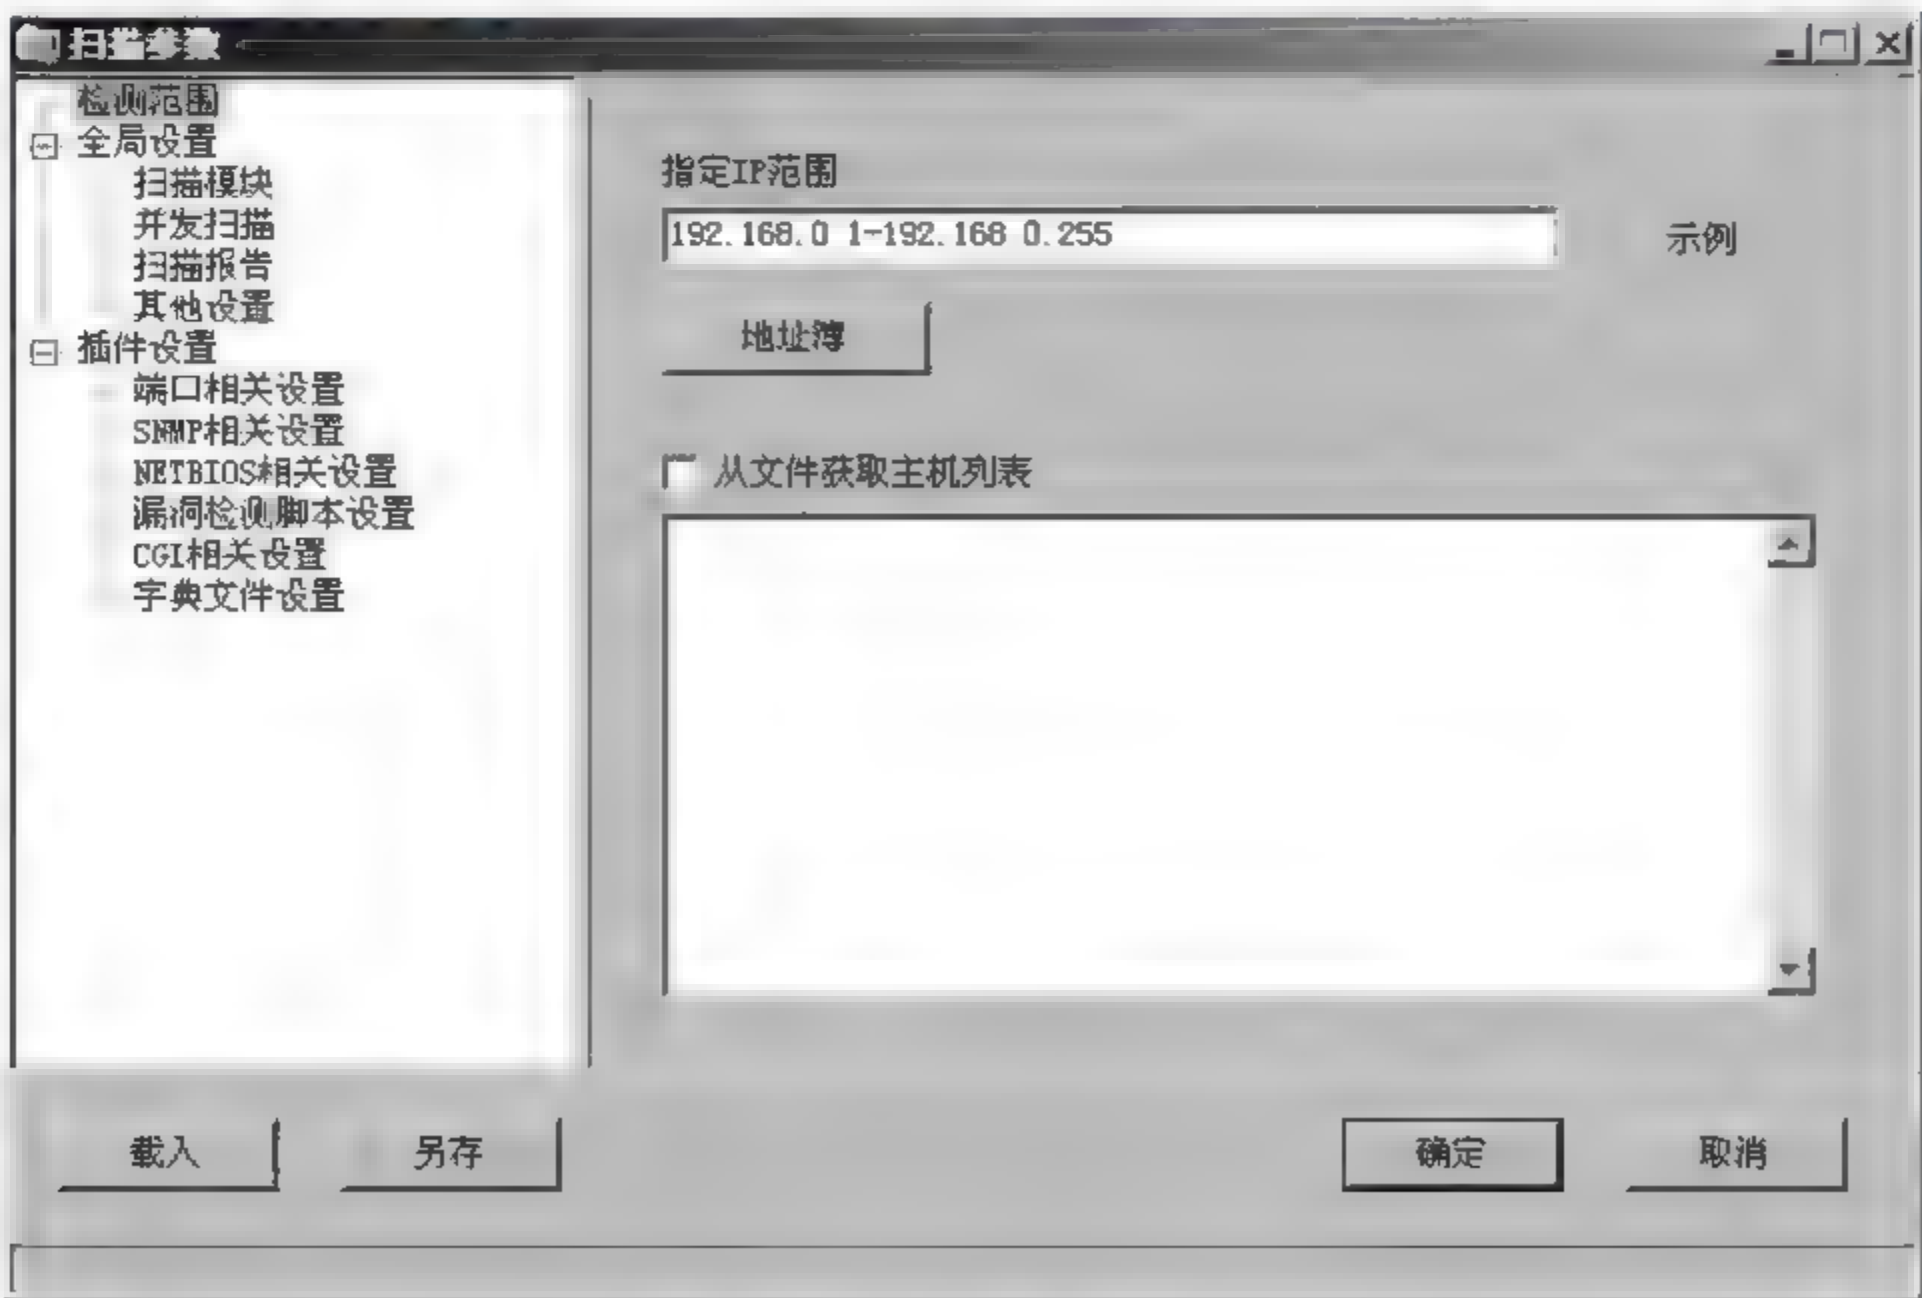 扫描参数
检测范围
全局设置
扫描模块
并发扫描
扫描报告
其他设置
插件设置
端口相关设置
SNMP相关设置
NETBIOS相关设置
漏洞检测脚本设置
CGI相关设置
字典文件设置
指定IP范围
192.168.0 1-192.168 0.255
示例
地址簿
从文件获取主机列表
载入
另存
确定
取消